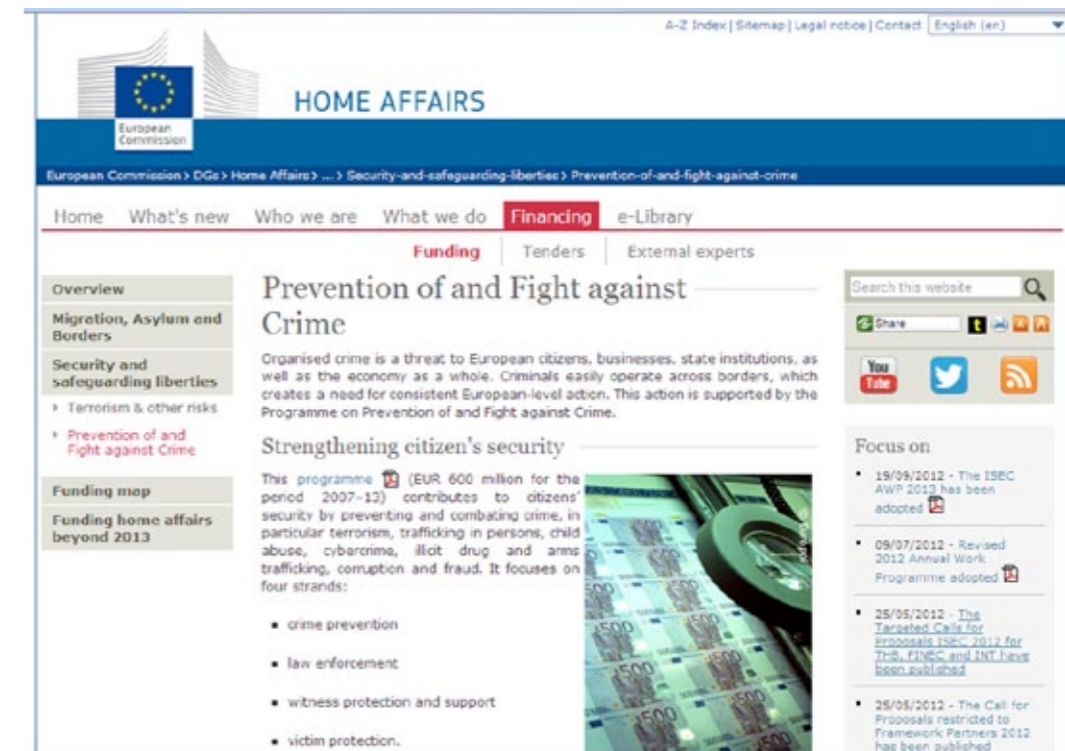 A-Z Index | Sitemap | Legal notice | Contact English (en)
European
Commission
HOME AFFAIRS
European Commission > DGs > Home Affairs > ... > Security-and-safeguarding-liberties > Prevention-of-and-fight-against-crime
Home What's new Who we are What we do Financing e-Library
Funding Tenders External experts
Overview
Migration, Asylum and
Borders
Security and
safeguarding liberties
Terrorism & other risks
Prevention of and
Fight against Crime
Funding map
Funding home affairs
beyond 2013
Prevention of and Fight against
Crime
Organised crime is a threat to European citizens, businesses, state institutions, as
well as the economy as a whole. Criminals easily operate across borders, which
creates a need for consistent European-level action. This action is supported by the
Programme on Prevention of and Fight against Crime.
Strengthening citizen's security
This programme (EUR 600 million for the
period 2007–13) contributes to citizens'
security by preventing and combating crime, in
particular terrorism, trafficking in persons, child
abuse, cybercrime, illicit drug and arms
trafficking, corruption and fraud. It focuses on
four strands:
▪ crime prevention
▪ law enforcement
▪ witness protection and support
▪ victim protection.
500
500
500
500
500
500
Search this website
Share t A A
You
Tube
Focus on
▪ 19/09/2012 - The ISEC
AWP 2013 has been
adopted
▪ 09/07/2012 - Revised
2012 Annual Work
Programme adopted
▪ 25/05/2012 - The
Targeted Calls for
Proposals ISEC 2012 for
THB, FINEC and INT have
been published
▪ 25/05/2012 - The Call for
Proposals restricted to
Framework Partners 2012
has been published